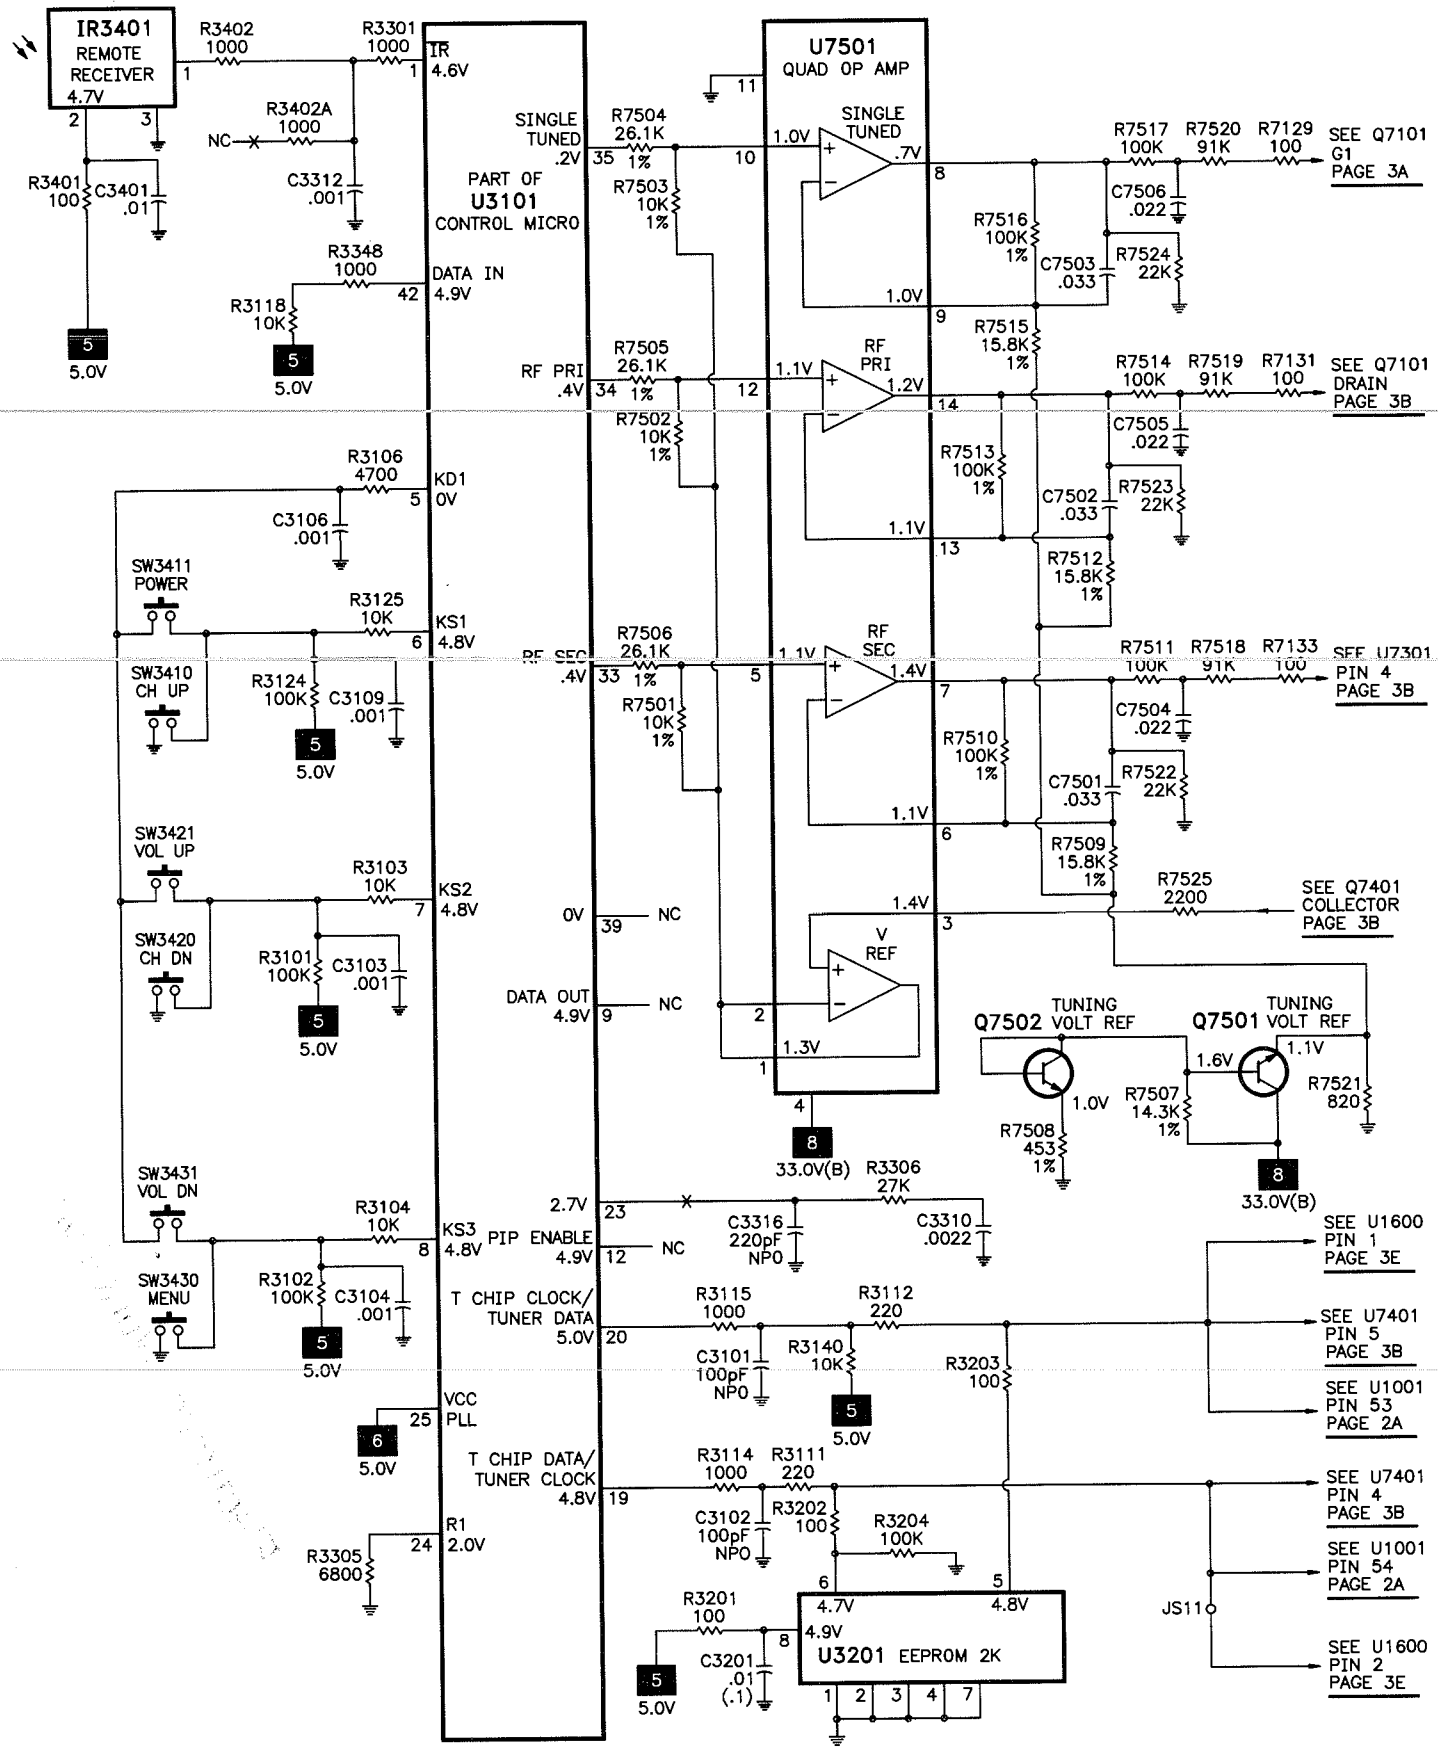 IR3401
REMOTE
RECEIVER
4.7V
1
2
3
R3402
1000
R3301
1000
R3402A
1000
NC
C3312
.001
R3401
100
C3401
.01
5
5.0V
R3348
1000
R3118
10K
5
5.0V
IR
1
4.6V
SINGLE
TUNED
.2V
35
PART OF
U3101
CONTROL MICRO
DATA IN
42
4.9V
RF PRI
.4V
34
R7504
26.1K
1%
R7503
10K
1%
R7505
26.1K
1%
R7502
10K
1%
U7501
QUAD OP AMP
11
1.0V
10
SINGLE
TUNED
+
−
.7V
8
1.0V
9
1.1V
12
RF
PRI
+
−
1.2V
14
1.1V
13
R7517
100K
R7520
91K
R7129
100
SEE Q7101
G1
PAGE 3A
C7506
.022
R7516
100K
1%
C7503
.033
R7524
22K
R7515
15.8K
1%
R7514
100K
R7519
91K
R7131
100
SEE Q7101
DRAIN
PAGE 3B
C7505
.022
R7513
100K
1%
C7502
.033
R7523
22K
R7512
15.8K
1%
R3106
4700
KD1
5
0V
C3106
.001
SW3411
POWER
R3125
10K
KS1
6
4.8V
SW3410
CH UP
R3124
100K
C3109
.001
5
5.0V
RF SEC
.4V
33
R7506
26.1K
1%
R7501
10K
1%
1.1V
5
RF
SEC
+
−
1.4V
7
1.1V
6
R7511
100K
R7518
91K
R7133
100
SEE U7301
PIN 4
PAGE 3B
C7504
.022
R7510
100K
1%
C7501
.033
R7522
22K
R7509
15.8K
1%
SW3421
VOL UP
R3103
10K
KS2
7
4.8V
SW3420
CH DN
R3101
100K
C3103
.001
5
5.0V
0V
39
NC
DATA OUT
4.9V
9
NC
1.4V
3
V
REF
+
−
2
1.3V
1
4
8
33.0V(B)
R7525
2200
SEE Q7401
COLLECTOR
PAGE 3B
Q7502
TUNING
VOLT REF
1.0V
R7508
453
1%
R7507
14.3K
1%
1.6V
Q7501
TUNING
VOLT REF
1.1V
R7521
820
8
33.0V(B)
SW3431
VOL DN
R3104
10K
KS3
8
4.8V
SW3430
MENU
R3102
100K
C3104
.001
5
5.0V
2.7V
23
C3316
220pF
NPO
R3306
27K
C3310
.0022
PIP ENABLE
4.9V
12
NC
T CHIP CLOCK/
TUNER DATA
5.0V
20
R3115
1000
C3101
100pF
NPO
R3140
10K
R3112
220
5
5.0V
R3203
100
SEE U1600
PIN 1
PAGE 3E
SEE U7401
PIN 5
PAGE 3B
SEE U1001
PIN 53
PAGE 2A
VCC
25
PLL
6
5.0V
T CHIP DATA/
TUNER CLOCK
4.8V
19
R3114
1000
R3111
220
C3102
100pF
NPO
R3202
100
R3204
100K
SEE U7401
PIN 4
PAGE 3B
SEE U1001
PIN 54
PAGE 2A
JS11
SEE U1600
PIN 2
PAGE 3E
R1
24
2.0V
R3305
6800
R3201
100
5
5.0V
C3201
.01
(.1)
6
4.7V
5
4.8V
8
4.9V
U3201 EEPROM 2K
1
2
3
4
7